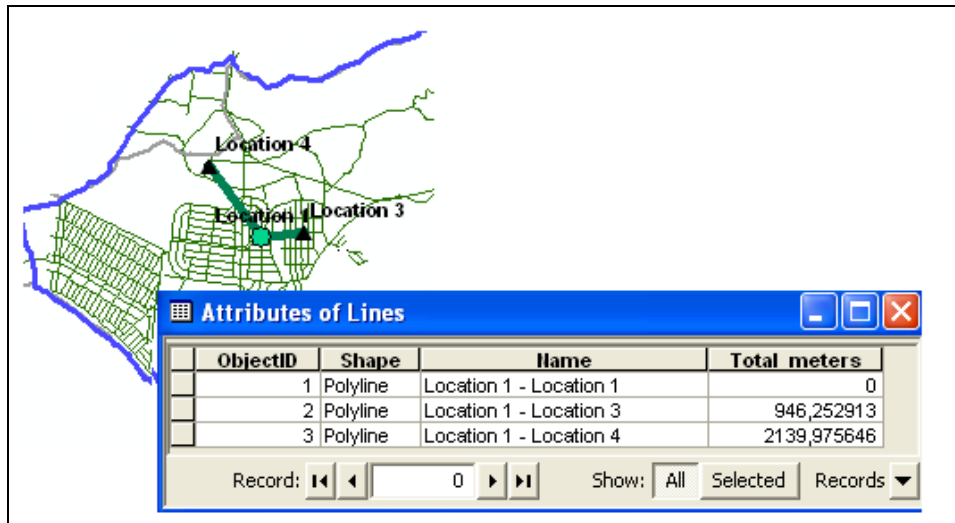 Location 4
Location 1 Location 3
Attributes of Lines
ObjectID Shape Name Total meters
1 Polyline Location 1 - Location 1 0
2 Polyline Location 1 - Location 3 946,252913
3 Polyline Location 1 - Location 4 2139,975646
Record: 0 Show: All Selected Records